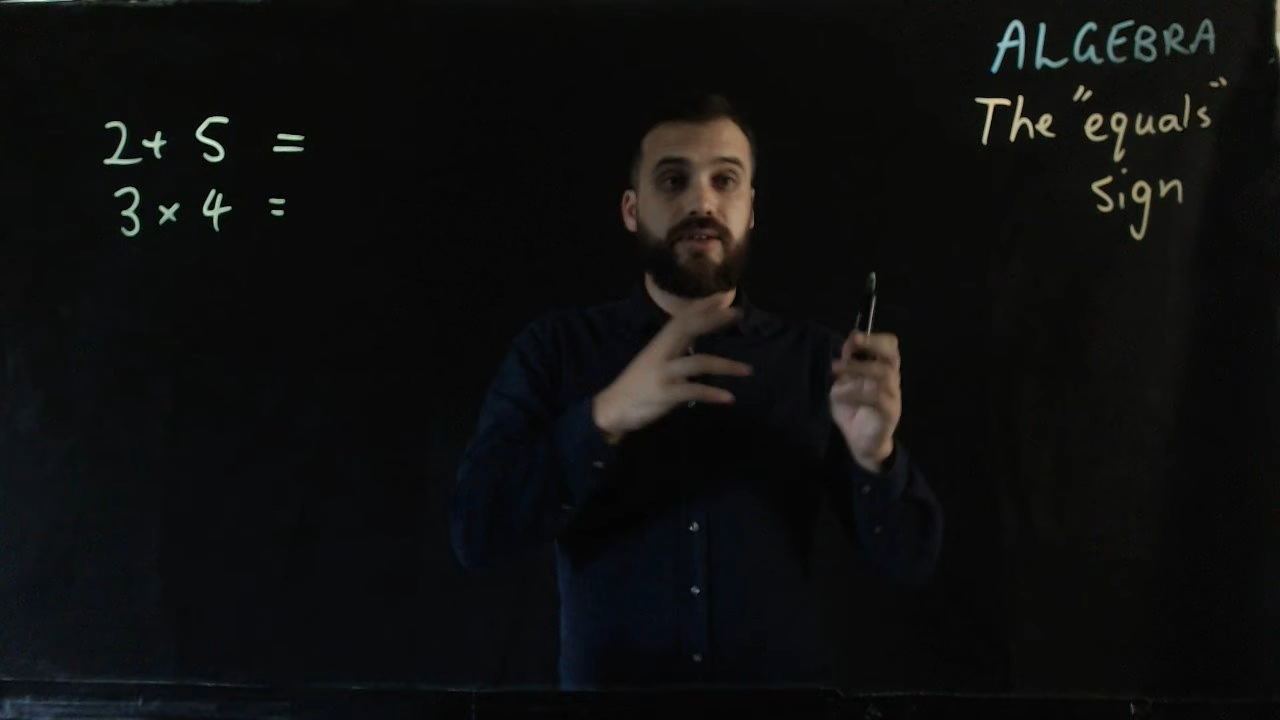 2 + 5 =
3 × 4 =
ALGEBRA
The "equals"
sign